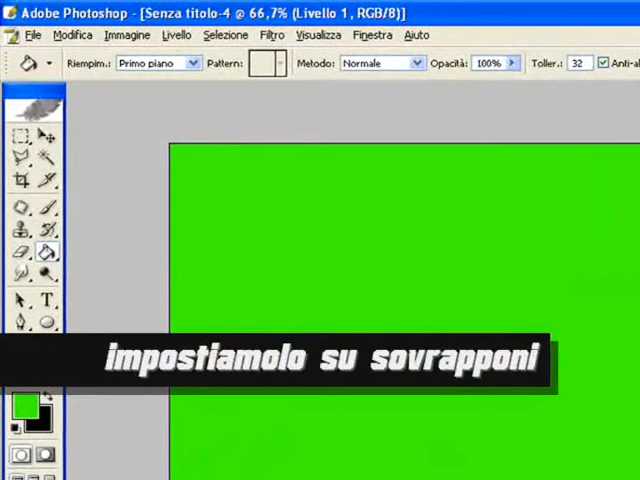 Adobe Photoshop - [Senza titolo-4 @ 66,7% (Livello 1, RGB/8)]
File Modifica Immagine Livello Selezione Filtro Visualizza Finestra Aiuto
Riempim.: Primo piano Pattern: Metodo: Normale Opacità: 100% Toller.: 32 Anti-al
T
impostiamolo su sovrapponi